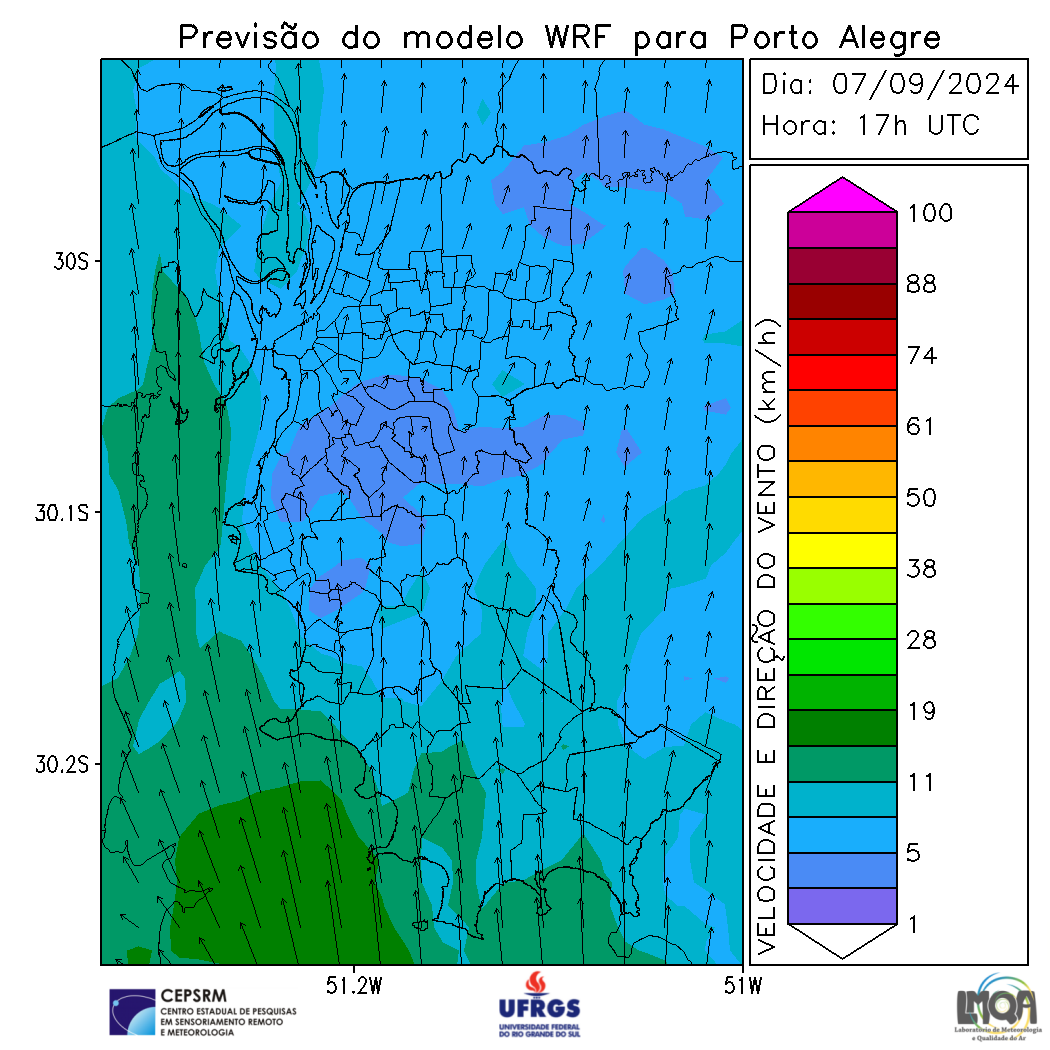 Previsão do modelo WRF para Porto Alegre
Dia: 07/09/2024
Hora: 17h UTC
30S
30.1S
30.2S
51.2W
51W
VELOCIDADE E DIREÇÃO DO VENTO (km/h)
100
88
74
61
50
38
28
19
11
5
1
CEPSRM
CENTRO ESTADUAL DE PESQUISAS
EM SENSORIAMENTO REMOTO
E METEOROLOGIA
UFRGS
UNIVERSIDADE FEDERAL
DO RIO GRANDE DO SUL
LMQA
Laboratório de Meteorologia
e Qualidade do Ar